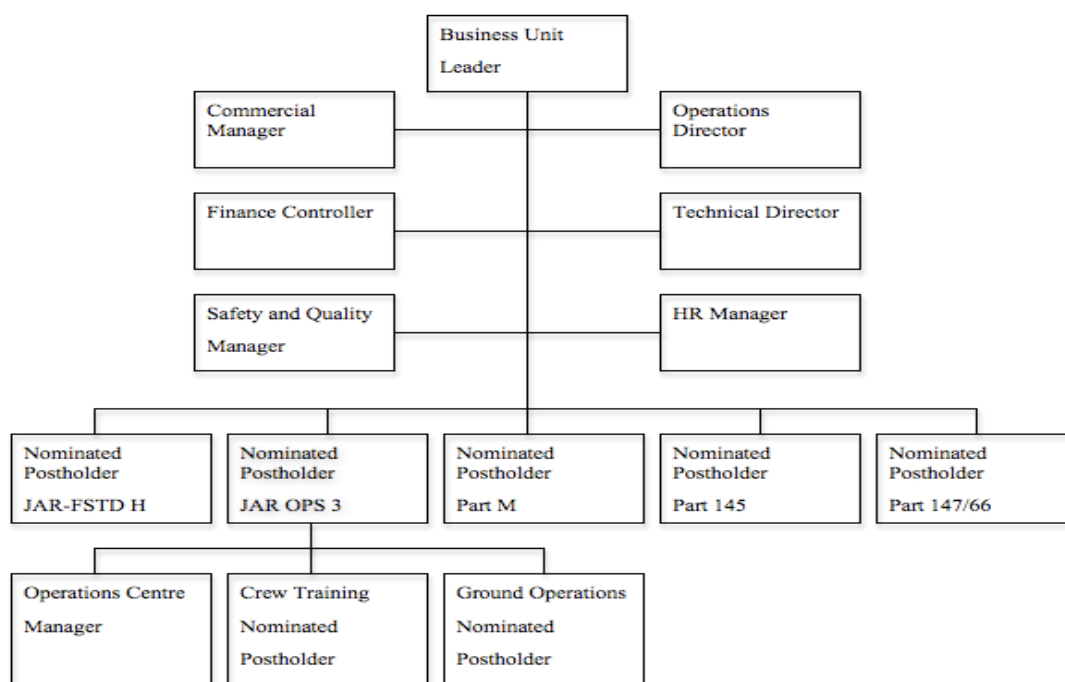 Business Unit
Leader
Commercial
Manager
Operations
Director
Finance Controller
Technical Director
Safety and Quality
Manager
HR Manager
Nominated
Postholder
JAR-FSTD H
Nominated
Postholder
JAR OPS 3
Nominated
Postholder
Part M
Nominated
Postholder
Part 145
Nominated
Postholder
Part 147/66
Operations Centre
Manager
Crew Training
Nominated
Postholder
Ground Operations
Nominated
Postholder